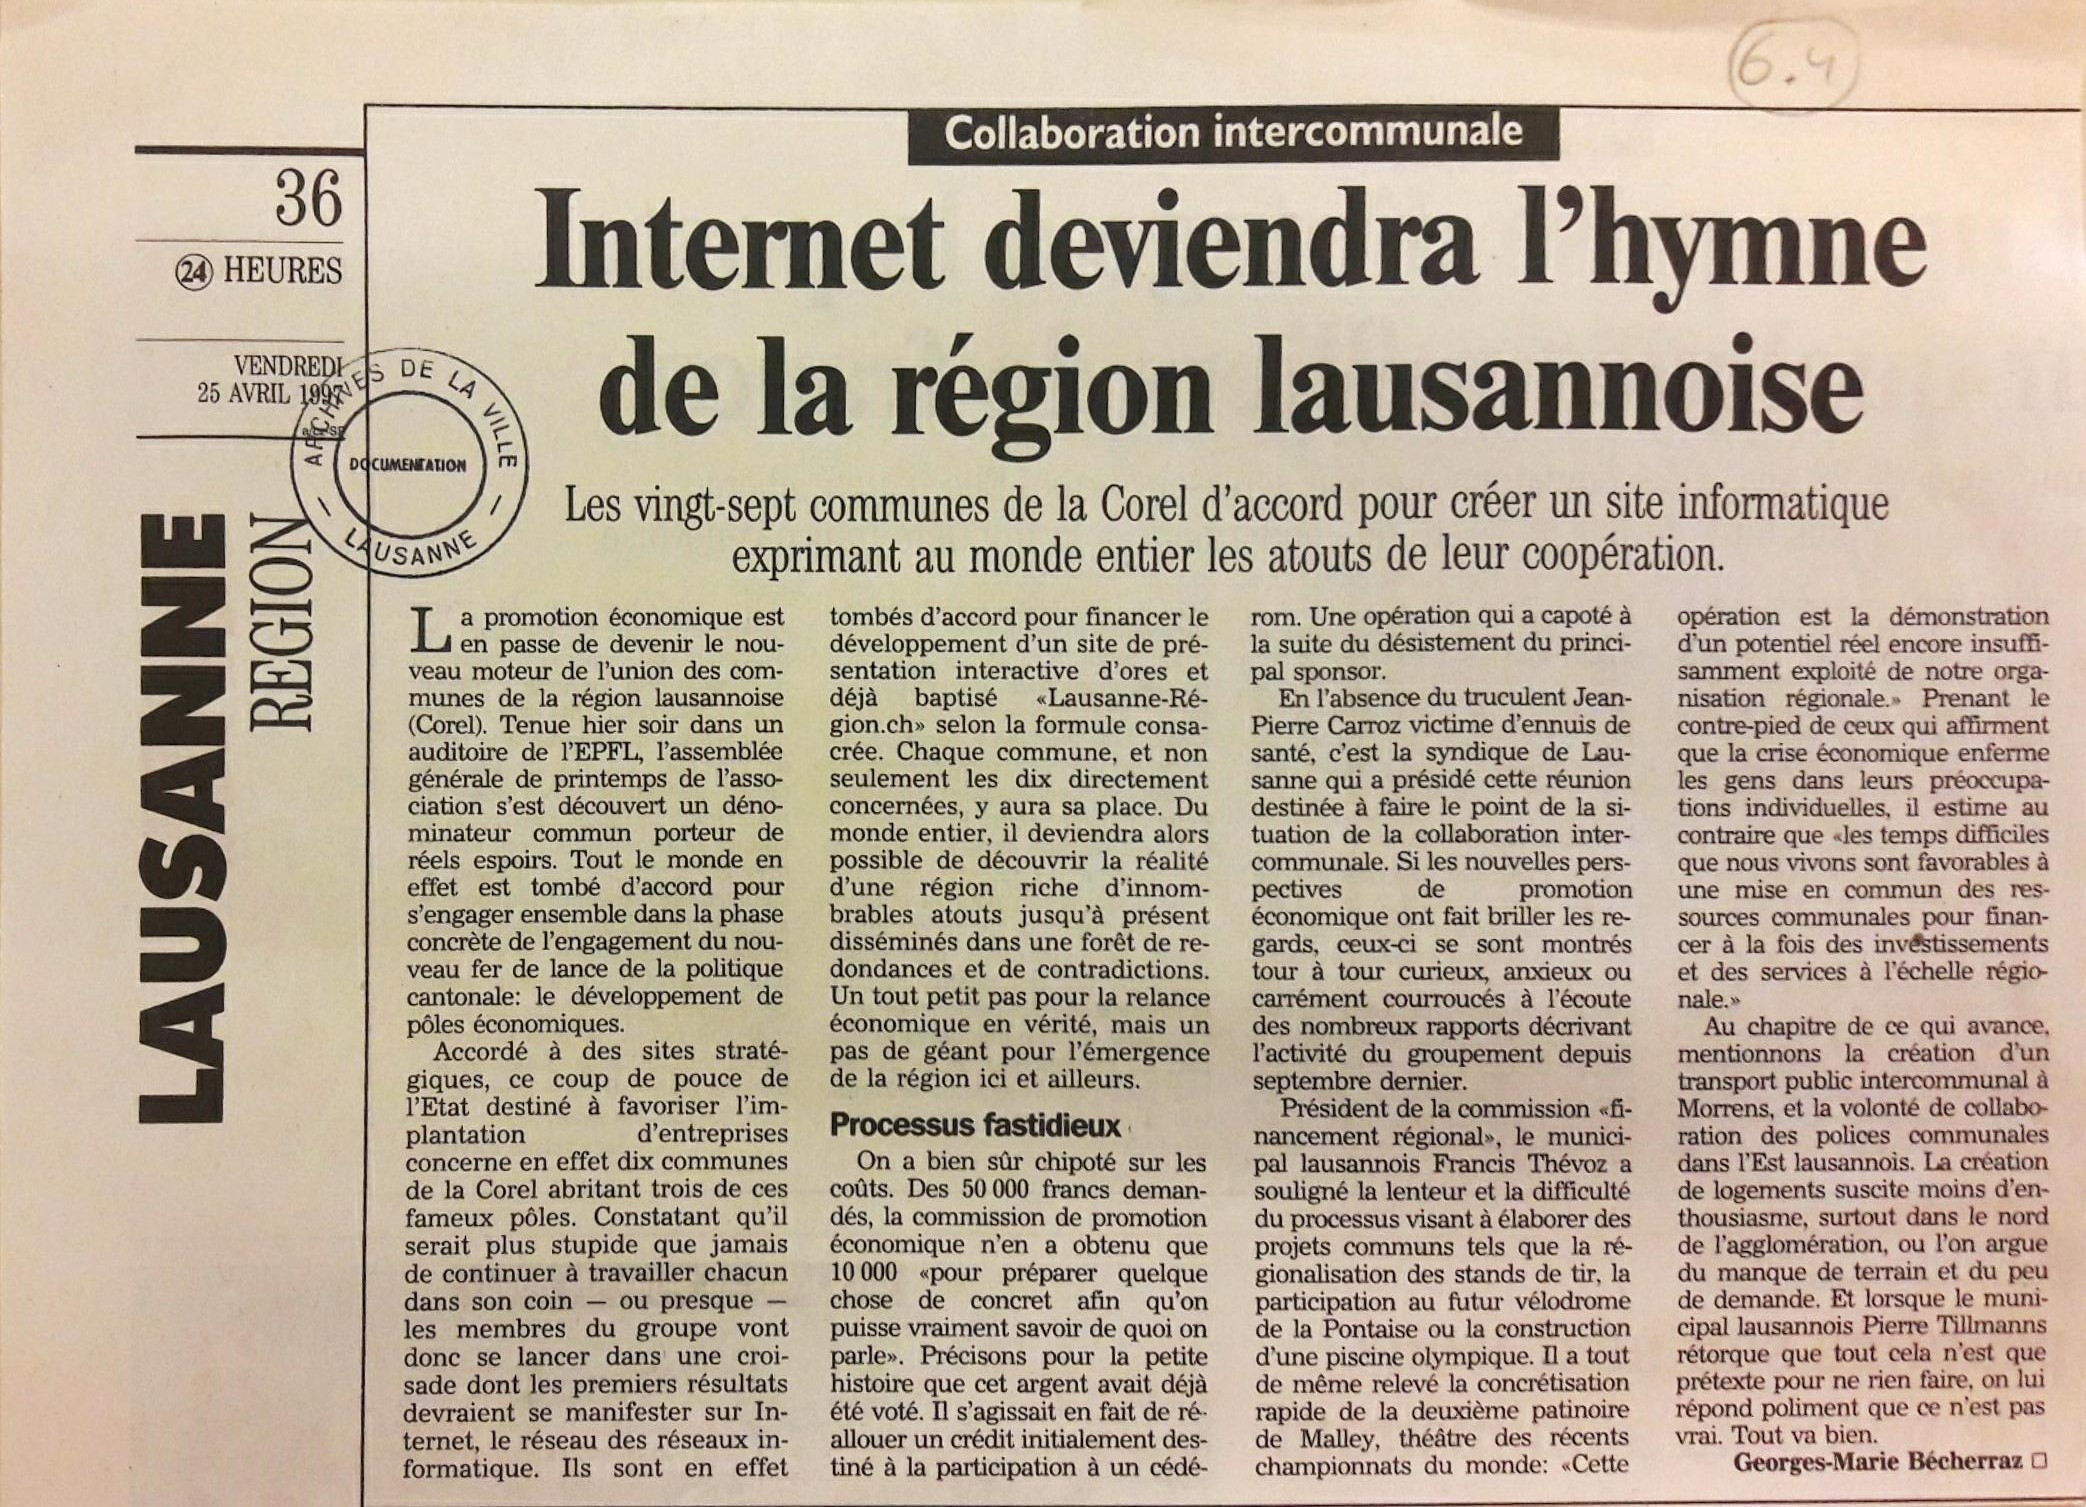 6.4
Collaboration intercommunale
36
24 HEURES
VENDREDI
25 AVRIL 1997
ARCHIVES DE LA VILLE
DOCUMENTATION
– LAUSANNE –
LAUSANNE
REGION
Internet deviendra l'hymne
de la région lausannoise
Les vingt-sept communes de la Corel d'accord pour créer un site informatique
exprimant au monde entier les atouts de leur coopération.
La promotion économique est
en passe de devenir le nou-
veau moteur de l'union des com-
munes de la région lausannoise
(Corel). Tenue hier soir dans un
auditoire de l'EPFL, l'assemblée
générale de printemps de l'asso-
ciation s'est découvert un déno-
minateur commun porteur de
réels espoirs. Tout le monde en
effet est tombé d'accord pour
s'engager ensemble dans la phase
concrète de l'engagement du nou-
veau fer de lance de la politique
cantonale: le développement de
pôles économiques.
Accordé à des sites straté-
giques, ce coup de pouce de
l'Etat destiné à favoriser l'im-
plantation d'entreprises
concerne en effet dix communes
de la Corel abritant trois de ces
fameux pôles. Constatant qu'il
serait plus stupide que jamais
de continuer à travailler chacun
dans son coin — ou presque —
les membres du groupe vont
donc se lancer dans une croi-
sade dont les premiers résultats
devraient se manifester sur In-
ternet, le réseau des réseaux in-
formatique. Ils sont en effet
tombés d'accord pour financer le
développement d'un site de pré-
sentation interactive d'ores et
déjà baptisé «Lausanne-Ré-
gion.ch» selon la formule consa-
crée. Chaque commune, et non
seulement les dix directement
concernées, y aura sa place. Du
monde entier, il deviendra alors
possible de découvrir la réalité
d'une région riche d'innom-
brables atouts jusqu'à présent
disséminés dans une forêt de re-
dondances et de contradictions.
Un tout petit pas pour la relance
économique en vérité, mais un
pas de géant pour l'émergence
de la région ici et ailleurs.
Processus fastidieux
On a bien sûr chipoté sur les
coûts. Des 50 000 francs deman-
dés, la commission de promotion
économique n'en a obtenu que
10 000 «pour préparer quelque
chose de concret afin qu'on
puisse vraiment savoir de quoi on
parle». Précisons pour la petite
histoire que cet argent avait déjà
été voté. Il s'agissait en fait de ré-
allouer un crédit initialement des-
tiné à la participation à un cédé-
rom. Une opération qui a capoté à
la suite du désistement du princi-
pal sponsor.
En l'absence du truculent Jean-
Pierre Carroz victime d'ennuis de
santé, c'est la syndique de Lau-
sanne qui a présidé cette réunion
destinée à faire le point de la si-
tuation de la collaboration inter-
communale. Si les nouvelles pers-
pectives de promotion
économique ont fait briller les re-
gards, ceux-ci se sont montrés
tour à tour curieux, anxieux ou
carrément courroucés à l'écoute
des nombreux rapports décrivant
l'activité du groupement depuis
septembre dernier.
Président de la commission «fi-
nancement régional», le munici-
pal lausannois Francis Thévoz a
souligné la lenteur et la difficulté
du processus visant à élaborer des
projets communs tels que la ré-
gionalisation des stands de tir, la
participation au futur vélodrome
de la Pontaise ou la construction
d'une piscine olympique. Il a tout
de même relevé la concrétisation
rapide de la deuxième patinoire
de Malley, théâtre des récents
championnats du monde: «Cette
opération est la démonstration
d'un potentiel réel encore insuffi-
samment exploité de notre orga-
nisation régionale.» Prenant le
contre-pied de ceux qui affirment
que la crise économique enferme
les gens dans leurs préoccupa-
tions individuelles, il estime au
contraire que «les temps difficiles
que nous vivons sont favorables à
une mise en commun des res-
sources communales pour finan-
cer à la fois des investissements
et des services à l'échelle régio-
nale.»
Au chapitre de ce qui avance,
mentionnons la création d'un
transport public intercommunal à
Morrens, et la volonté de collabo-
ration des polices communales
dans l'Est lausannois. La création
de logements suscite moins d'en-
thousiasme, surtout dans le nord
de l'agglomération, ou l'on argue
du manque de terrain et du peu
de demande. Et lorsque le muni-
cipal lausannois Pierre Tillmanns
rétorque que tout cela n'est que
prétexte pour ne rien faire, on lui
répond poliment que ce n'est pas
vrai. Tout va bien.
Georges-Marie Bécherraz □